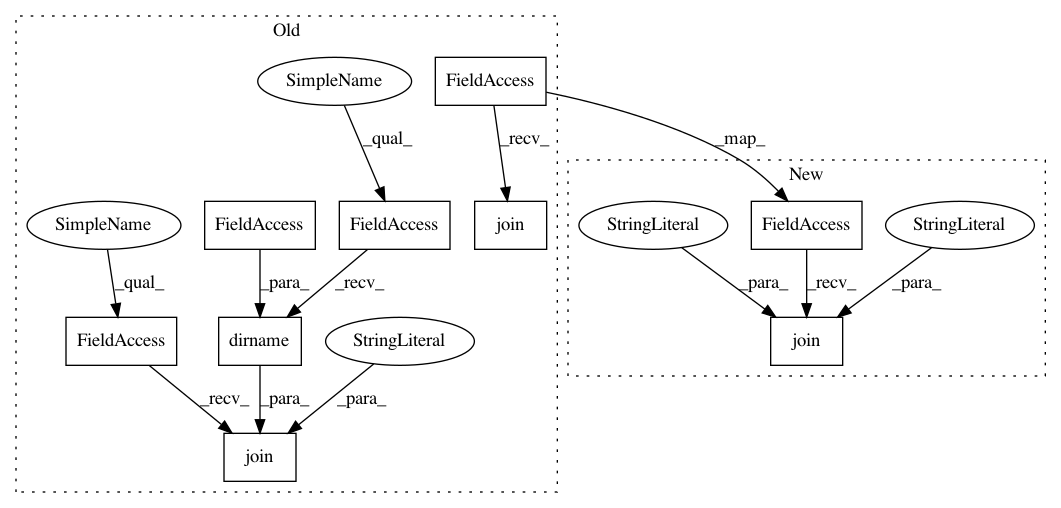 Old
SimpleName
FieldAccess
_qual_
_recv_
_map_
New
SimpleName
FieldAccess
FieldAccess
join
StringLiteral
FieldAccess
StringLiteral
_qual_
_para_
_recv_
_para_
_recv_
_para_
FieldAccess
dirname
StringLiteral
join
_recv_
_para_
_para_
join